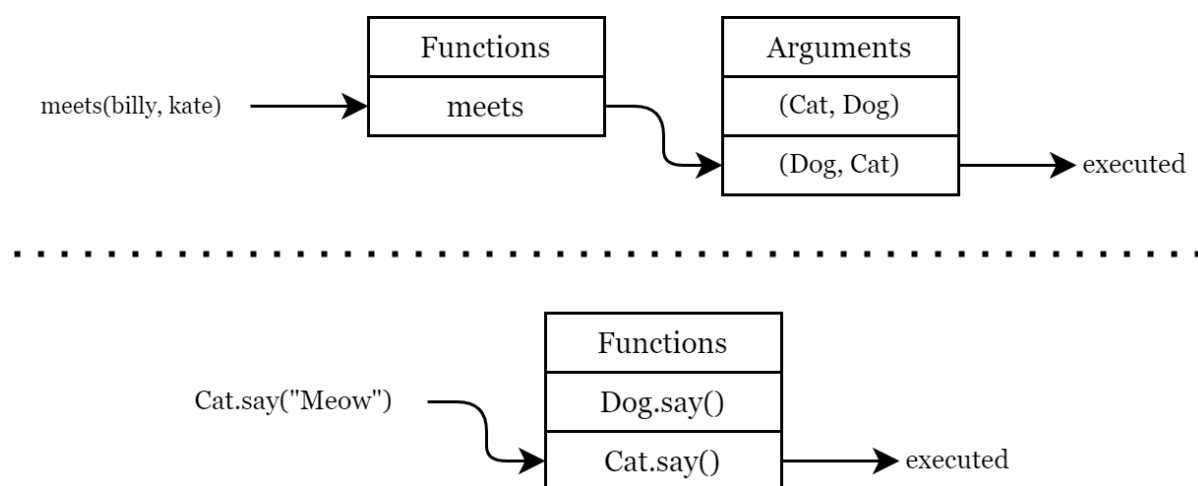 Functions
Arguments
meets(billy, kate)
meets
(Cat, Dog)
(Dog, Cat)
executed
Functions
Cat.say("Meow")
Dog.say()
Cat.say()
executed